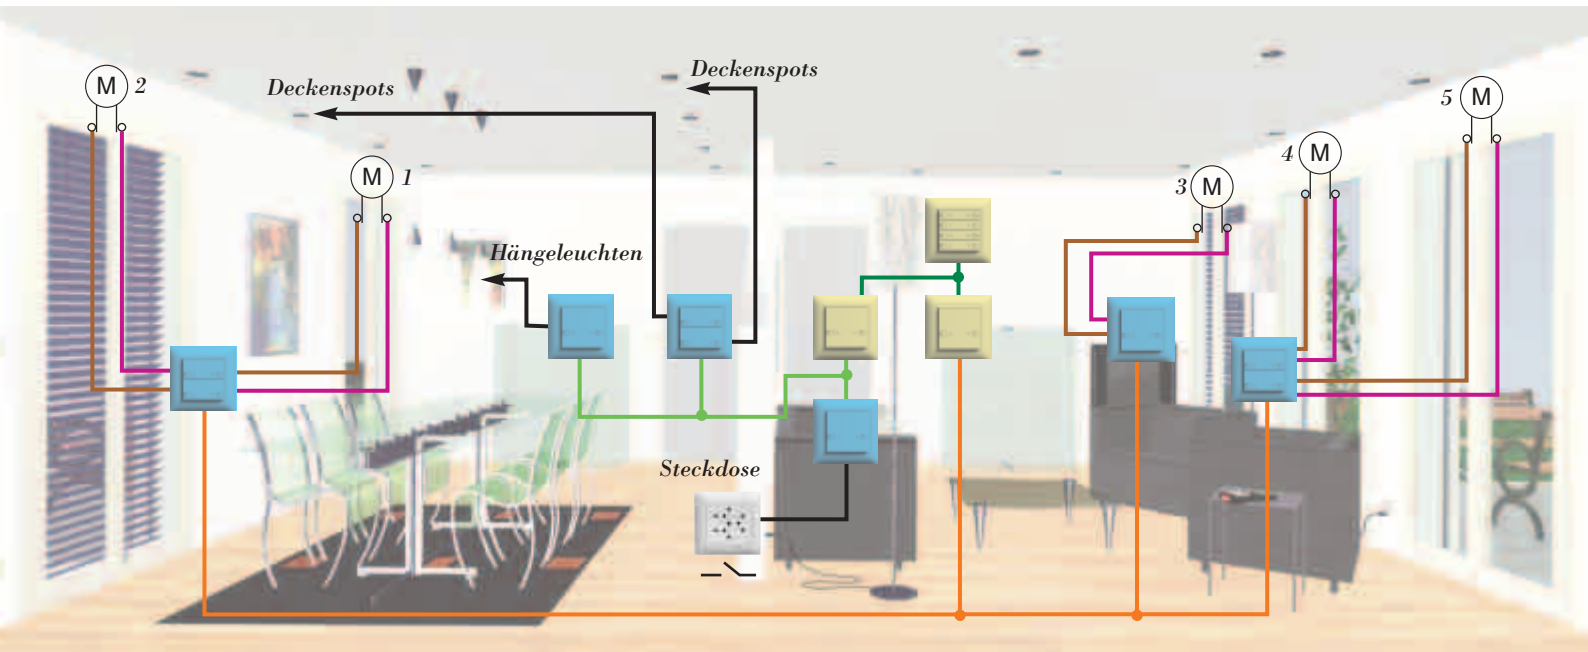 M 2
Deckenspots
Deckenspots
M 1
Hängeleuchten
3 M
4 M
5 M
Steckdose